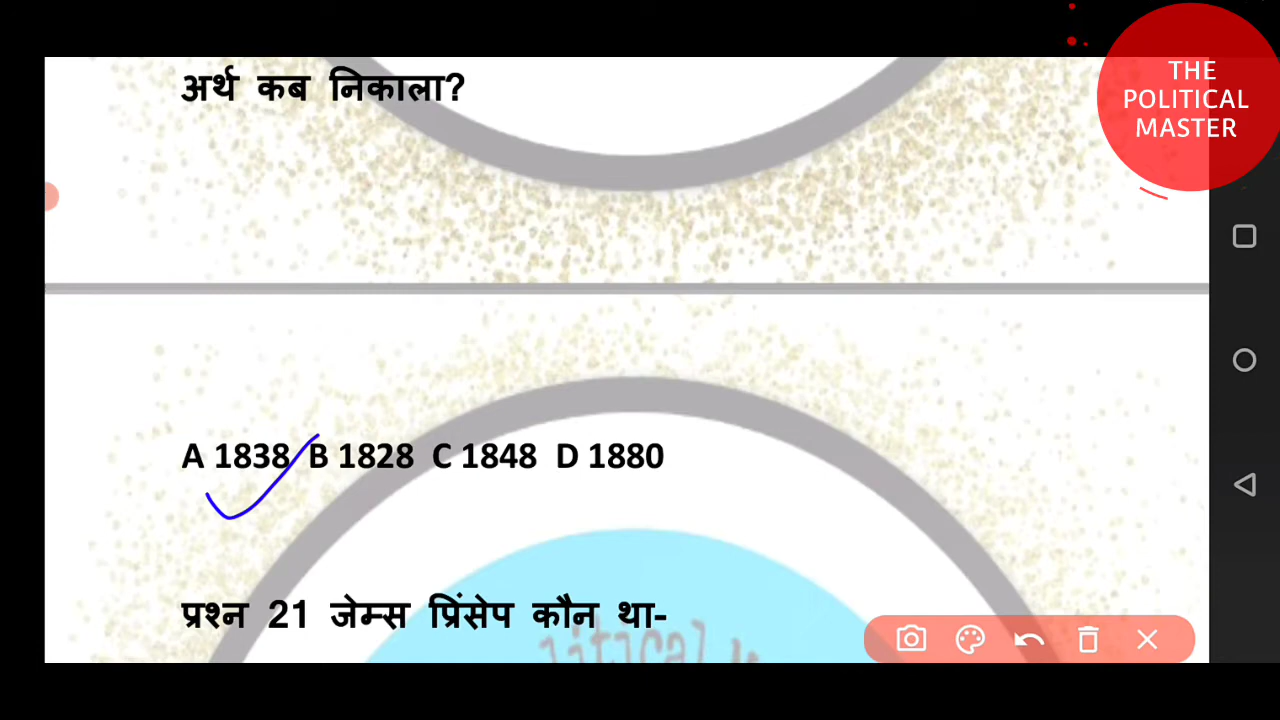 THE
POLITICAL
MASTER
अर्थ कब निकाला?
A 1838 B 1828 C 1848 D 1880
प्रश्न 21 जेम्स प्रिंसेप कौन था-